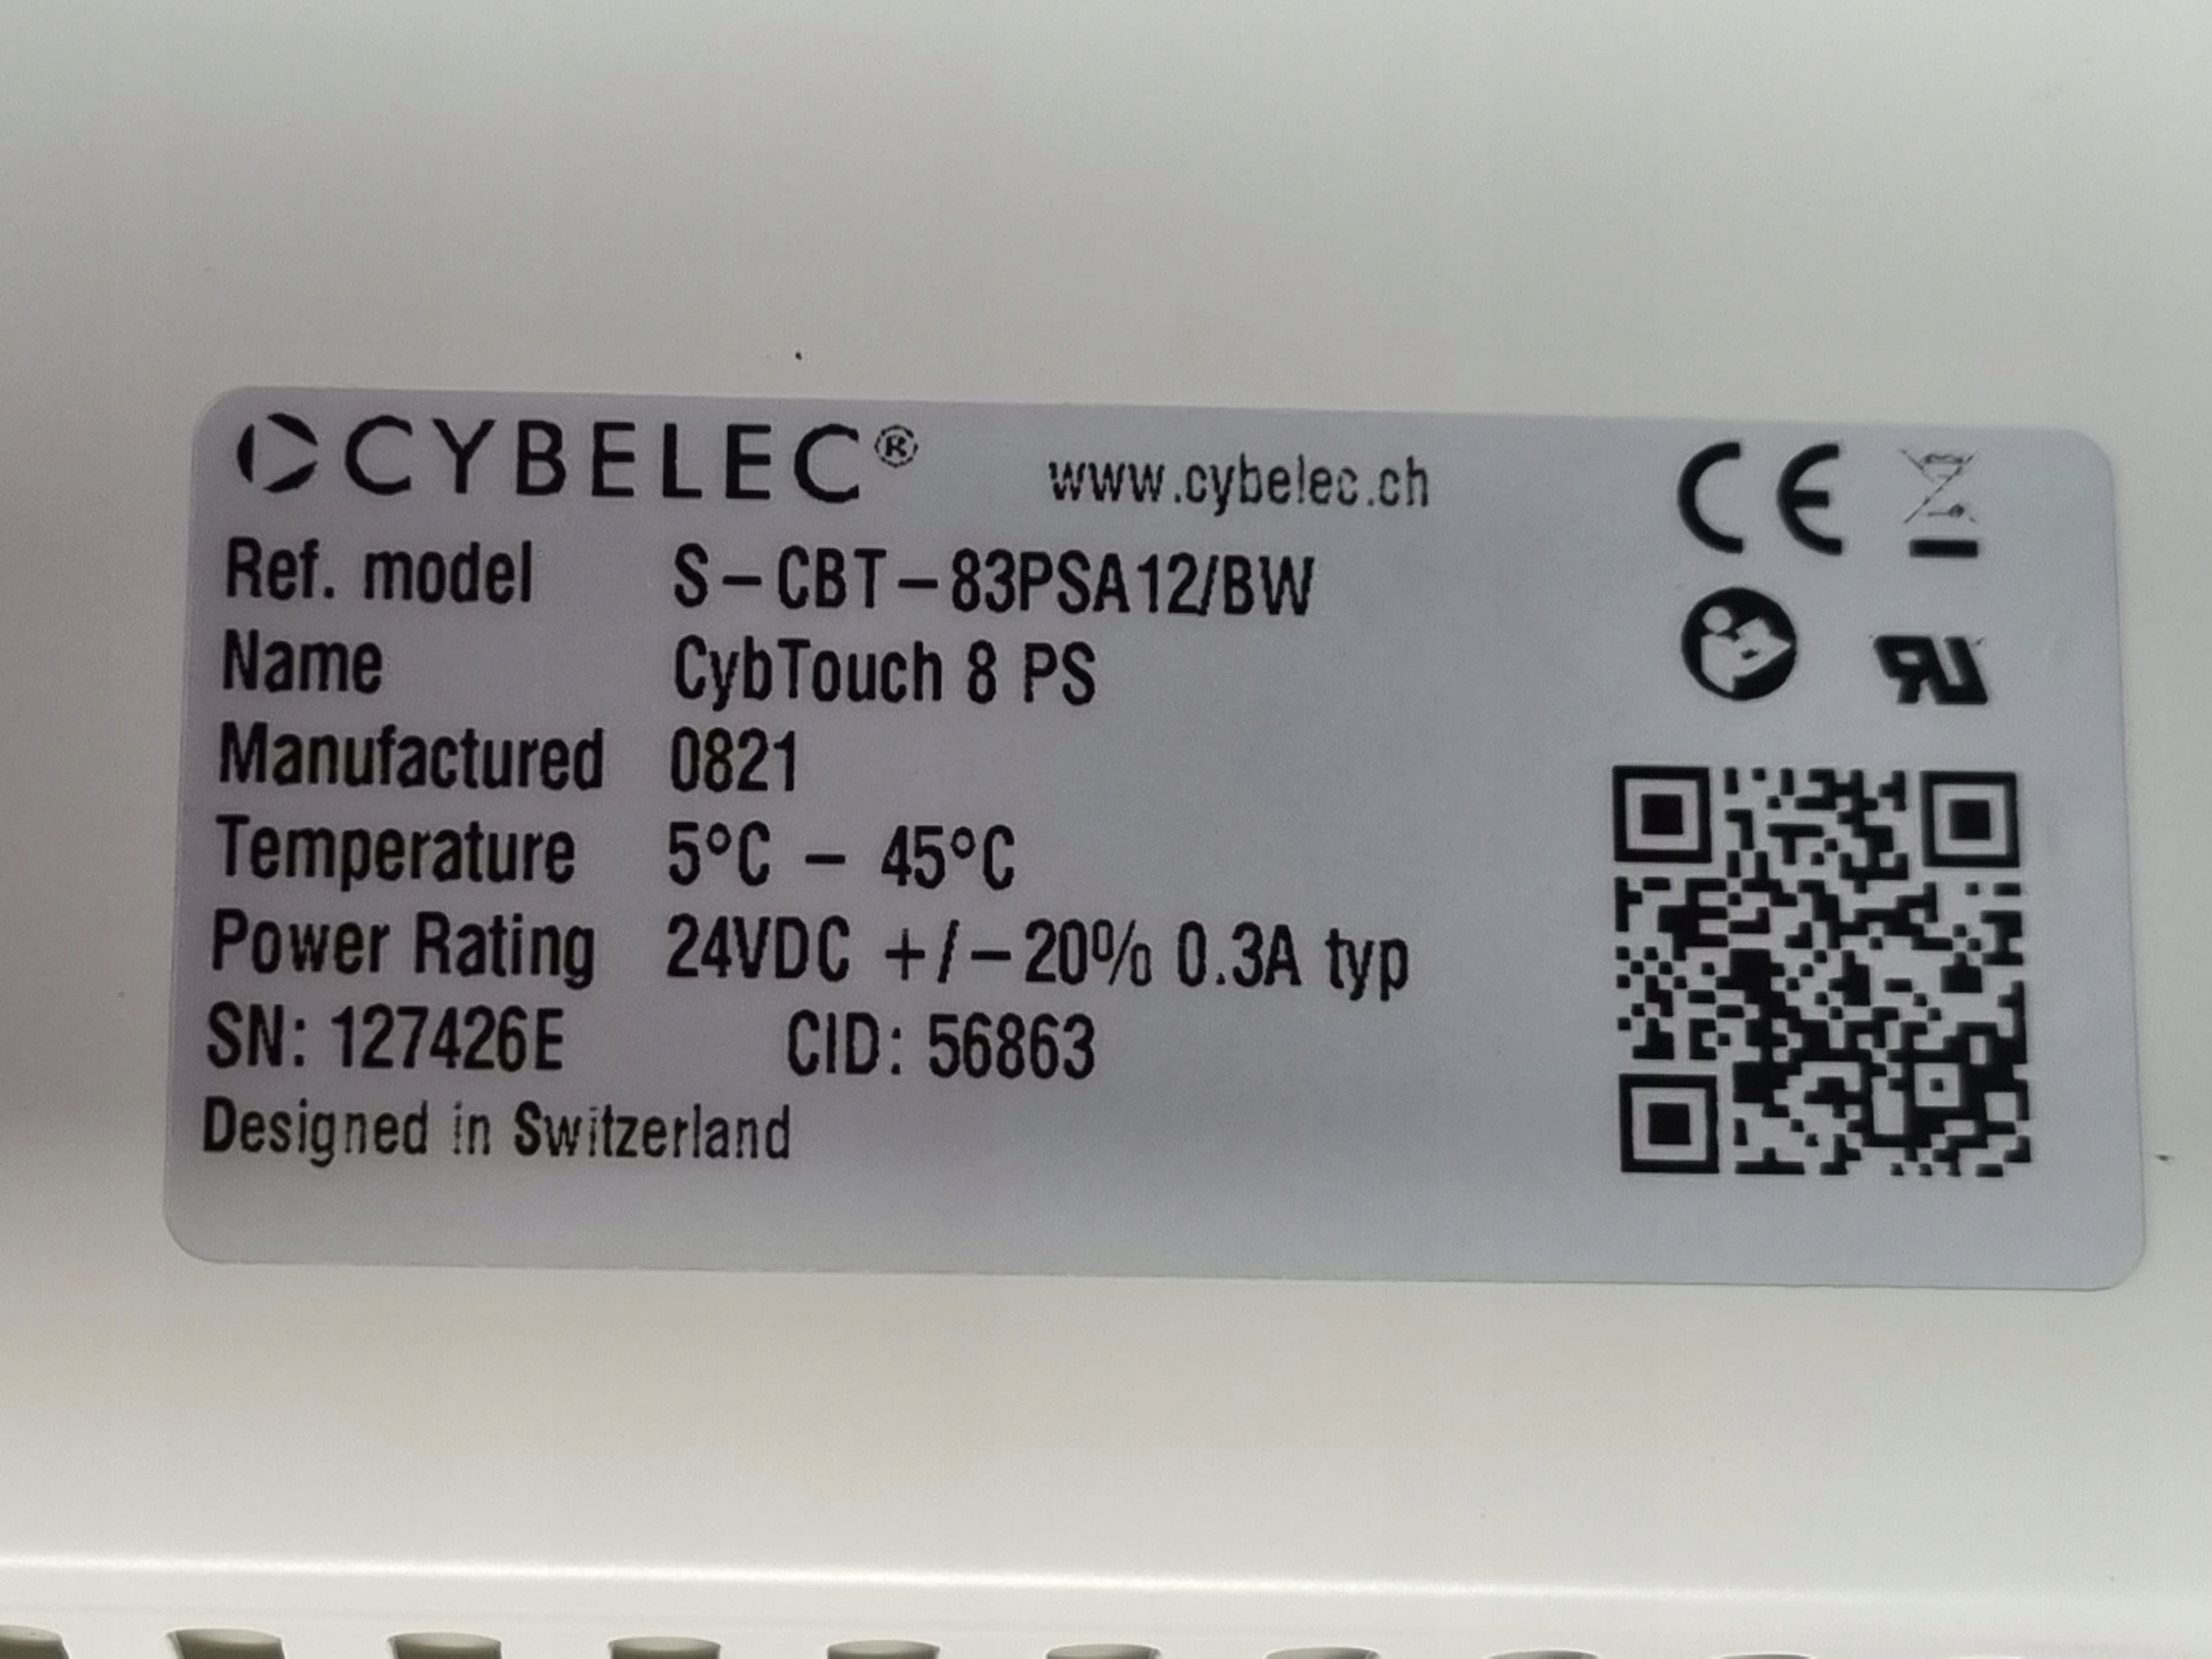 CYBELEC® www.cybelec.ch
Ref. model S-CBT-83PSA12/BW
Name CybTouch 8 PS
Manufactured 0821
Temperature 5°C - 45°C
Power Rating 24VDC +/-20% 0.3A typ
SN: 127426E CID: 56863
Designed in Switzerland
CE